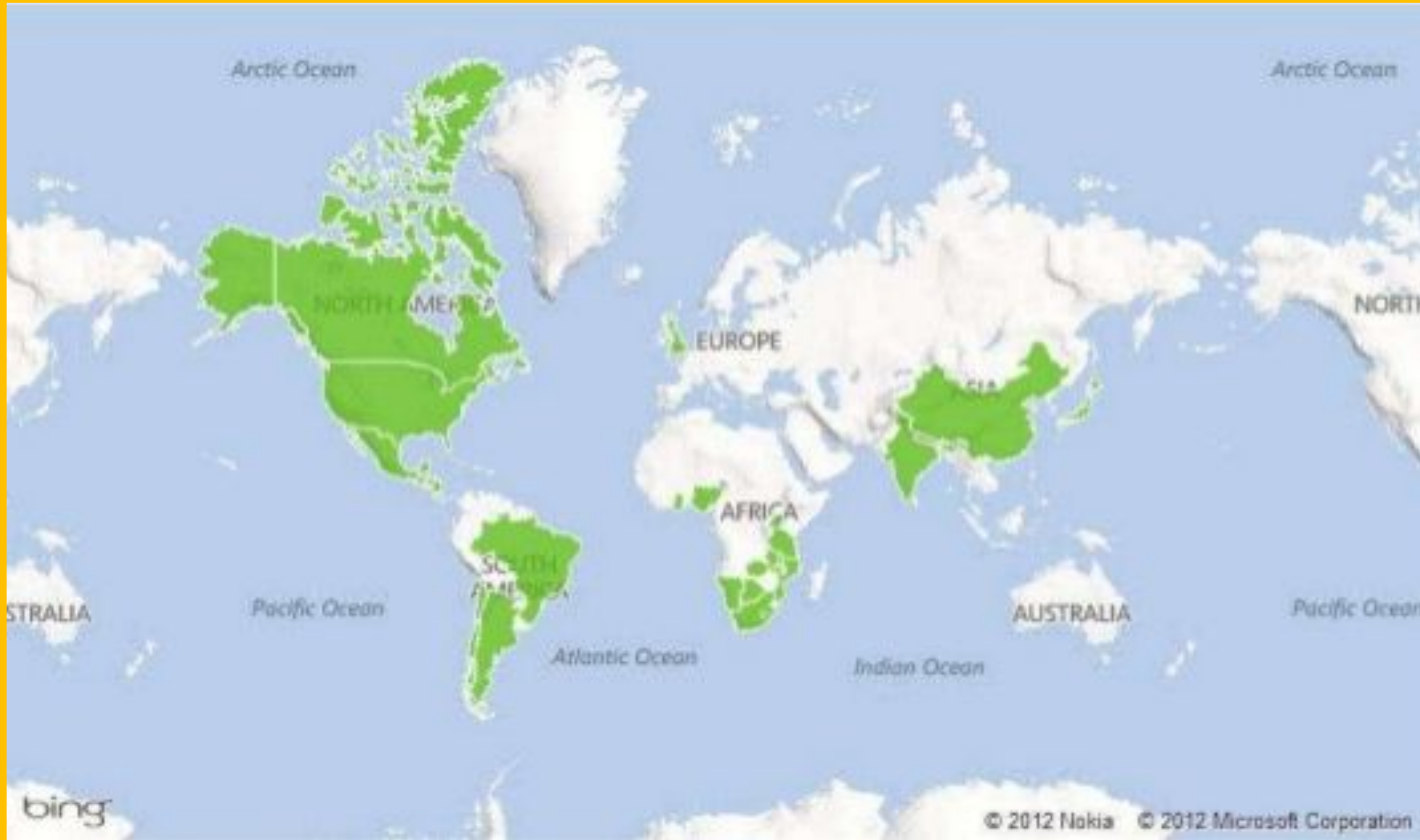 Arctic Ocean
Arctic Ocean
NORTH AMERICA
NORT
EUROPE
ASIA
AFRICA
SOUTH
AMERICA
Pacific Ocean
STRALIA
AUSTRALIA
Pacific Ocean
Atlantic Ocean
Indian Ocean
bing
© 2012 Nokia © 2012 Microsoft Corporation